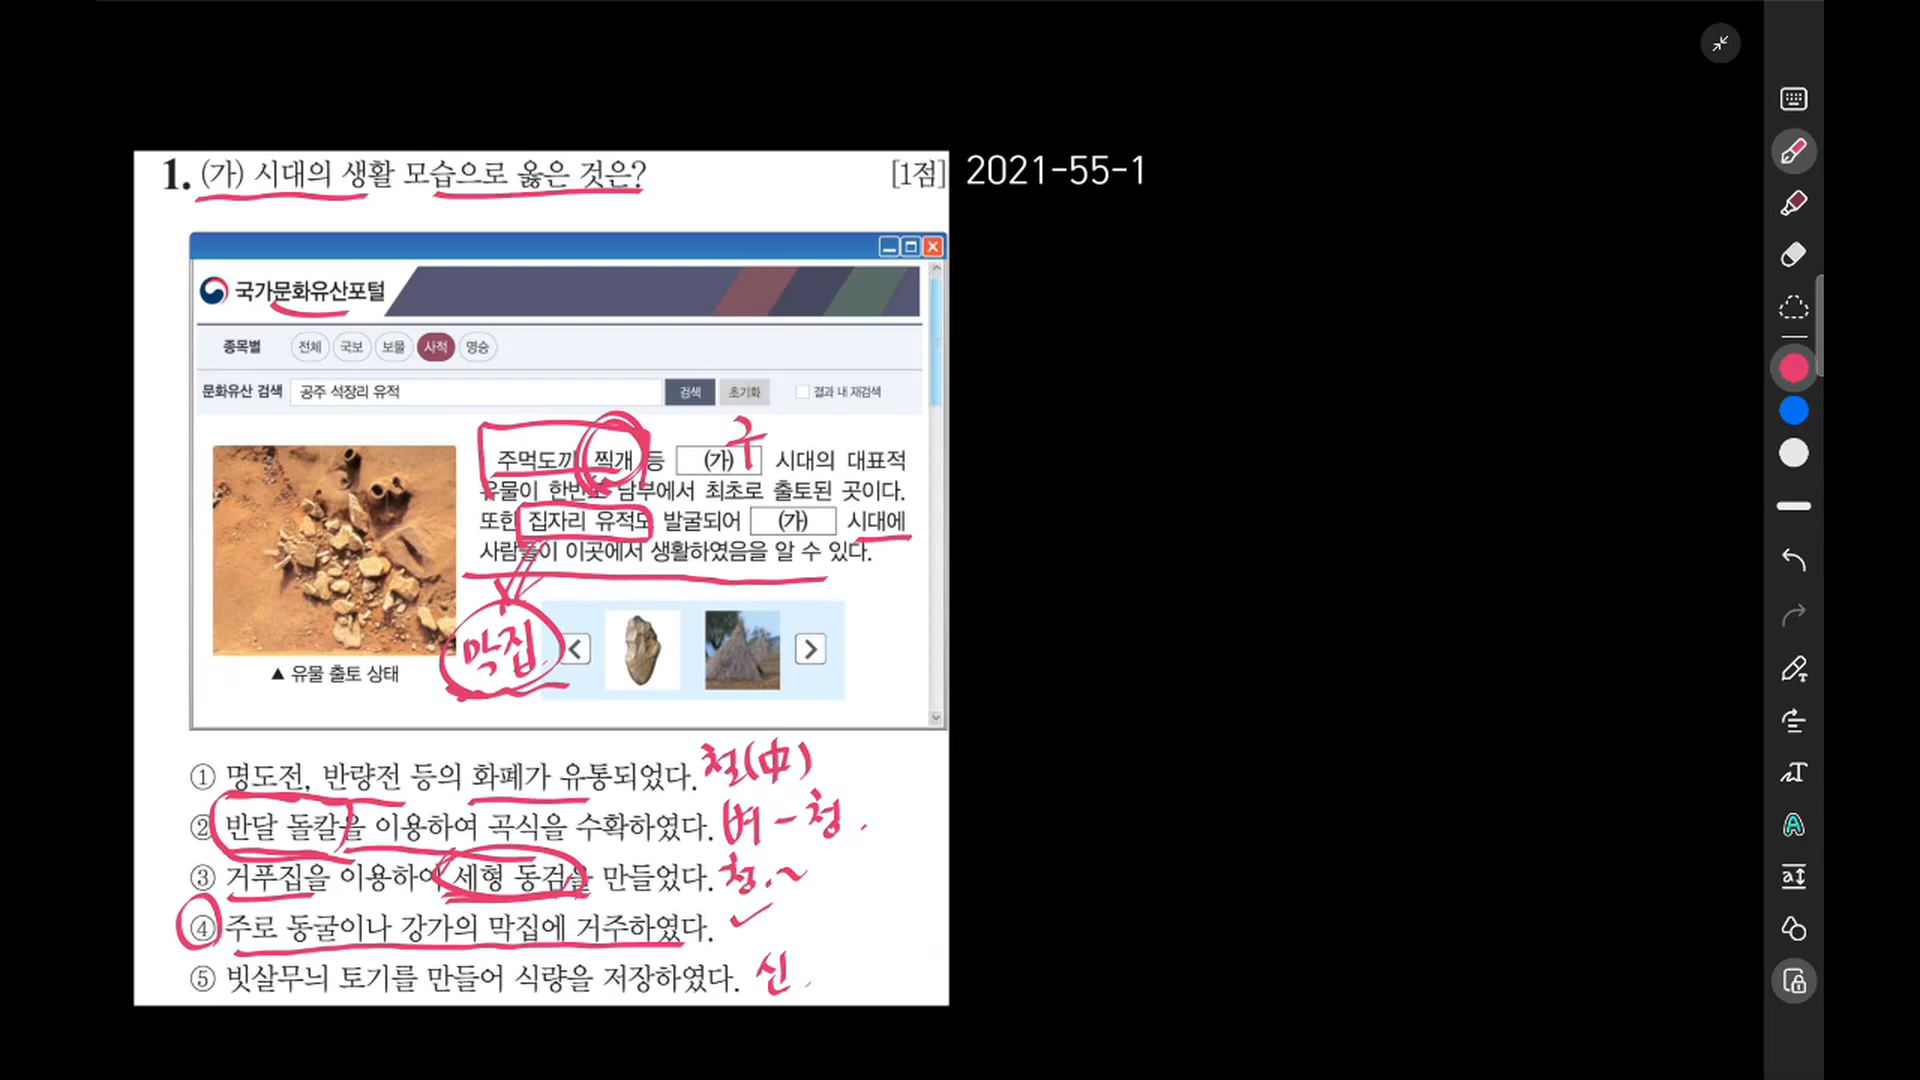 1. (가) 시대의 생활 모습으로 옳은 것은? [1점] 2021-55-1
국가문화유산포털
종목별 전체 국보 보물 사적 명승
문화유산 검색 공주 석장리 유적 검색 초기화 결과 내 재검색
구
주먹도끼, 찍개 등 (가) 시대의 대표적
유물이 한반도 남부에서 최초로 출토된 곳이다.
또한 집자리 유적도 발굴되어 (가) 시대에
사람들이 이곳에서 생활하였음을 알 수 있다.
막집
▲ 유물 출토 상태
① 명도전, 반량전 등의 화폐가 유통되었다. 철(中)
② 반달 돌칼을 이용하여 곡식을 수확하였다. 벼-청.
③ 거푸집을 이용하여 세형 동검을 만들었다. 청.~
④ 주로 동굴이나 강가의 막집에 거주하였다.
⑤ 빗살무늬 토기를 만들어 식량을 저장하였다. 신.